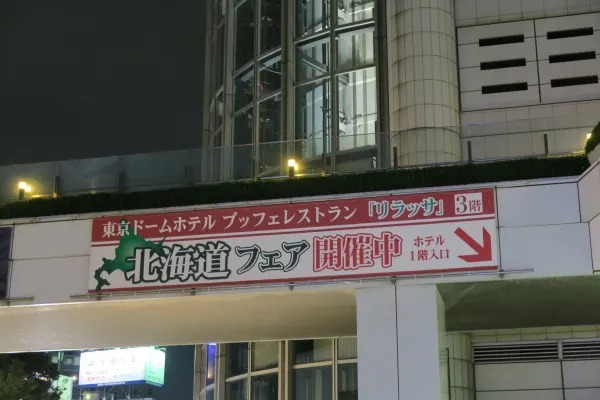 東京ドームホテル ブッフェレストラン 「リラッサ」 3階
北海道フェア 開催中
ホテル
1階入口